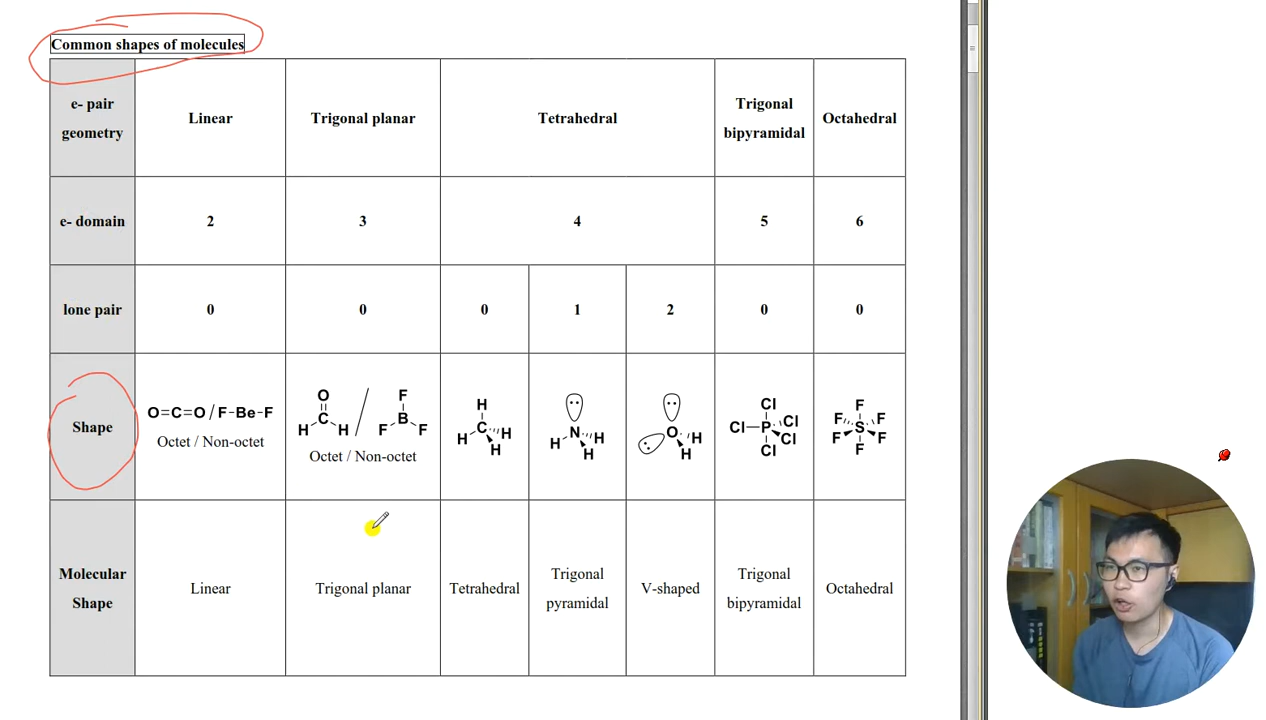 Common shapes of molecules
e- pair
geometry
Linear
Trigonal planar
Tetrahedral
Trigonal
bipyramidal
Octahedral
e- domain
2
3
4
5
6
lone pair
0
0
0
1
2
0
0
Shape
O=C=O / F-Be-F
Octet / Non-octet
O
C
H H
/
F
B
F F
Octet / Non-octet
H
C
H H
H
N
H H
H
O
H
H
Cl
Cl P Cl
Cl
Cl
F
F F
S
F F
F
Molecular
Shape
Linear
Trigonal planar
Tetrahedral
Trigonal
pyramidal
V-shaped
Trigonal
bipyramidal
Octahedral